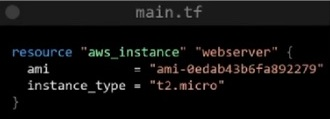 main.tf
resource "aws_instance" "webserver" {
  ami           = "ami-0edab43b6fa892279"
  instance_type = "t2.micro"
}